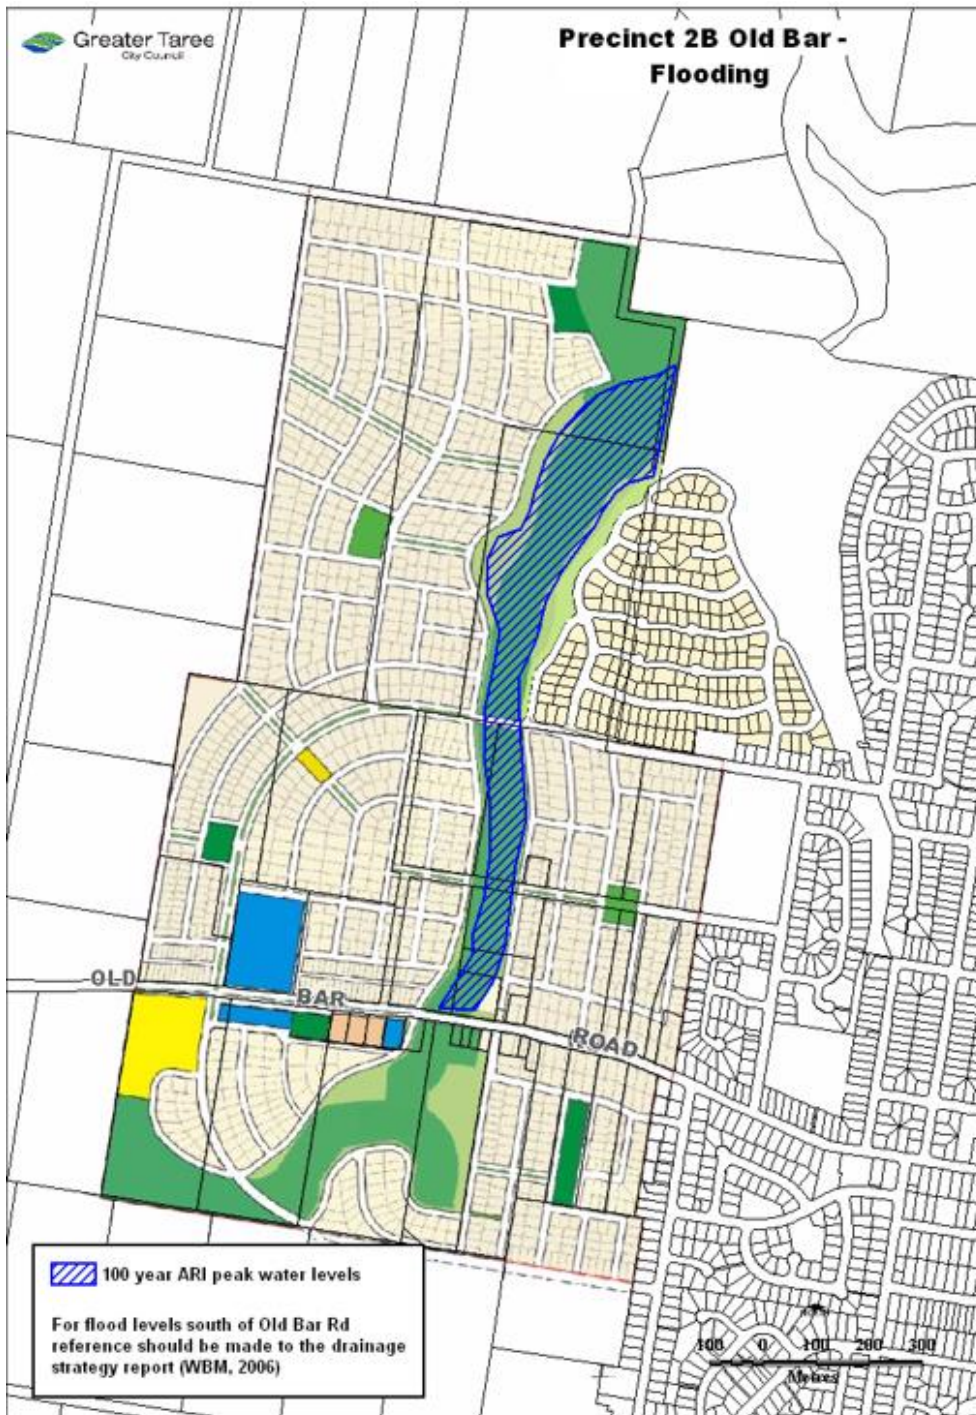 Greater Taree
City Council
Precinct 2B Old Bar -
Flooding
OLD BAR ROAD
100 year ARI peak water levels
For flood levels south of Old Bar Rd
reference should be made to the drainage
strategy report (WBM, 2006)
100 0 100 200 300
Metres